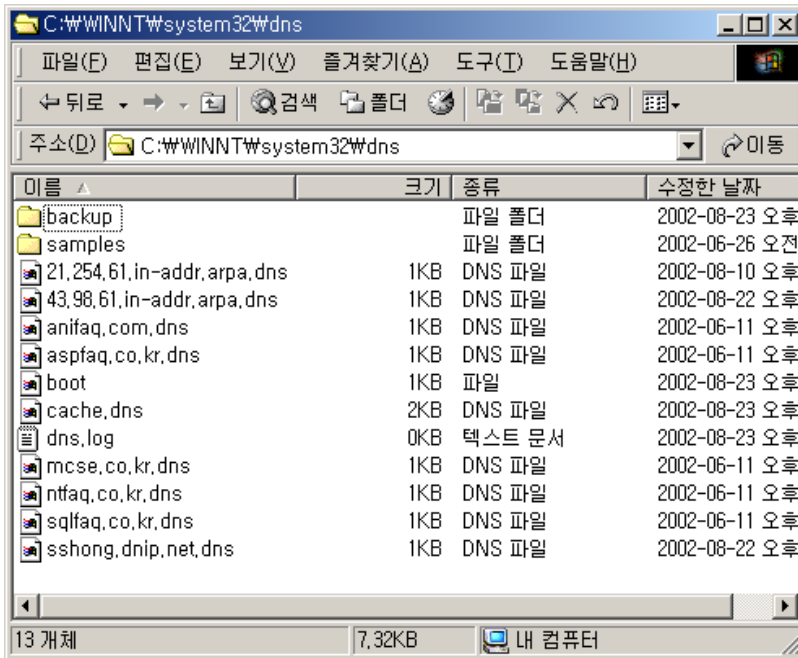 C:₩WINNT₩system32₩dns
파일(F) 편집(E) 보기(V) 즐겨찾기(A) 도구(T) 도움말(H)
뒤로 검색 폴더
주소(D) C:₩WINNT₩system32₩dns 이동
이름 크기 종류 수정한 날짜
backup 파일 폴더 2002-08-23 오후
samples 파일 폴더 2002-06-26 오전
21.254.61.in-addr.arpa.dns 1KB DNS 파일 2002-08-10 오후
43.98.61.in-addr.arpa.dns 1KB DNS 파일 2002-08-22 오후
anifaq.com.dns 1KB DNS 파일 2002-06-11 오후
aspfaq.co.kr.dns 1KB DNS 파일 2002-06-11 오후
boot 1KB 파일 2002-08-23 오후
cache.dns 2KB DNS 파일 2002-08-23 오후
dns.log 0KB 텍스트 문서 2002-08-23 오후
mcse.co.kr.dns 1KB DNS 파일 2002-06-11 오후
ntfaq.co.kr.dns 1KB DNS 파일 2002-06-11 오후
sqlfaq.co.kr.dns 1KB DNS 파일 2002-06-11 오후
sshong.dnip.net.dns 1KB DNS 파일 2002-08-22 오후
13 개체 7.32KB 내 컴퓨터